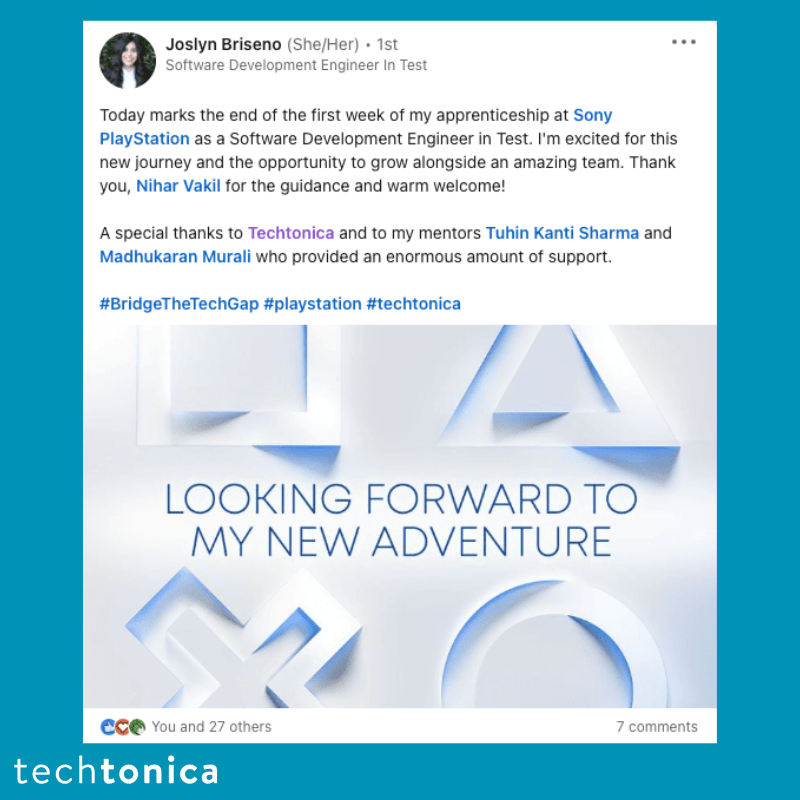 Joslyn Briseno (She/Her) • 1st
Software Development Engineer In Test
Today marks the end of the first week of my apprenticeship at Sony
PlayStation as a Software Development Engineer in Test. I'm excited for this
new journey and the opportunity to grow alongside an amazing team. Thank
you, Nihar Vakil for the guidance and warm welcome!
A special thanks to Techtonica and to my mentors Tuhin Kanti Sharma and
Madhukaran Murali who provided an enormous amount of support.
#BridgeTheTechGap #playstation #techtonica
LOOKING FORWARD TO
MY NEW ADVENTURE
You and 27 others
7 comments
techtonica